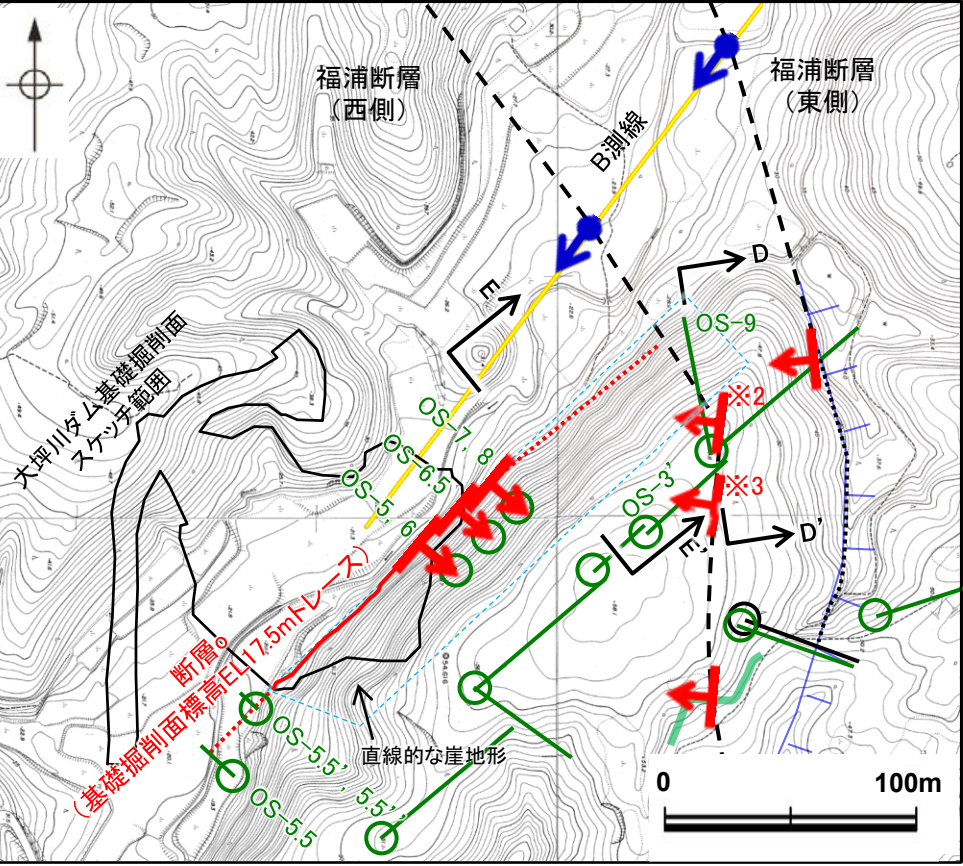 福浦断層
(西側)
福浦断層
(東側)
B測線
E
D
OS-9
大坪川ダム基礎掘削面
スケッチ範囲
※2
OS-7, 8
OS-6.5
OS-5, 6
※3
OS-3'
E'
D'
断層o
(基礎掘削面標高EL17.5mトレース)
OS-5.5', 5.5''
直線的な崖地形
OS-5.5
0
100m